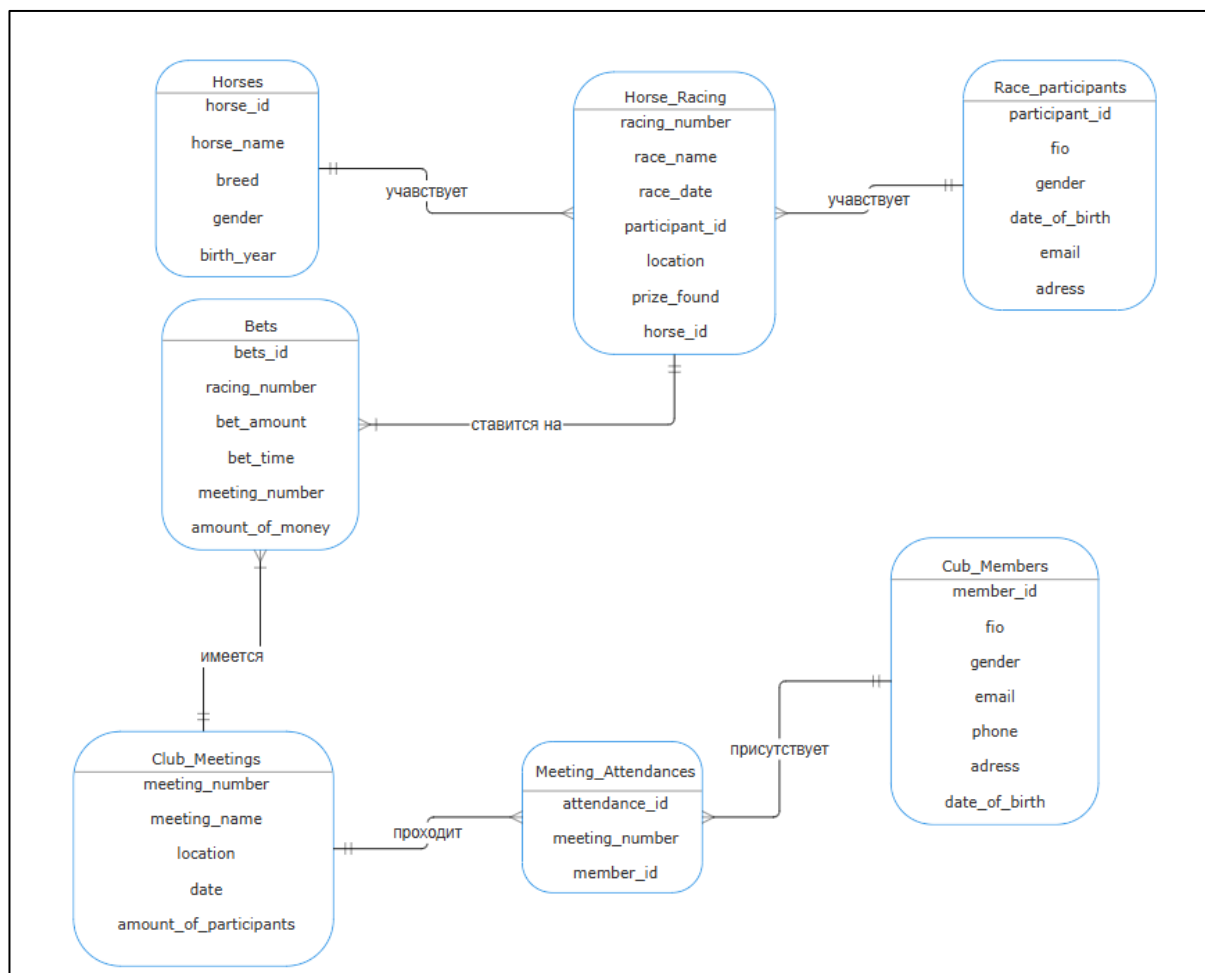 Horses
horse_id
horse_name
breed
gender
birth_year
учавствует
Horse_Racing
racing_number
race_name
race_date
participant_id
location
prize_found
horse_id
учавствует
Race_participants
participant_id
fio
gender
date_of_birth
email
adress
Bets
bets_id
racing_number
bet_amount
bet_time
meeting_number
amount_of_money
ставится на
имеется
Club_Meetings
meeting_number
meeting_name
location
date
amount_of_participants
проходит
Meeting_Attendances
attendance_id
meeting_number
member_id
присутствует
Cub_Members
member_id
fio
gender
email
phone
adress
date_of_birth